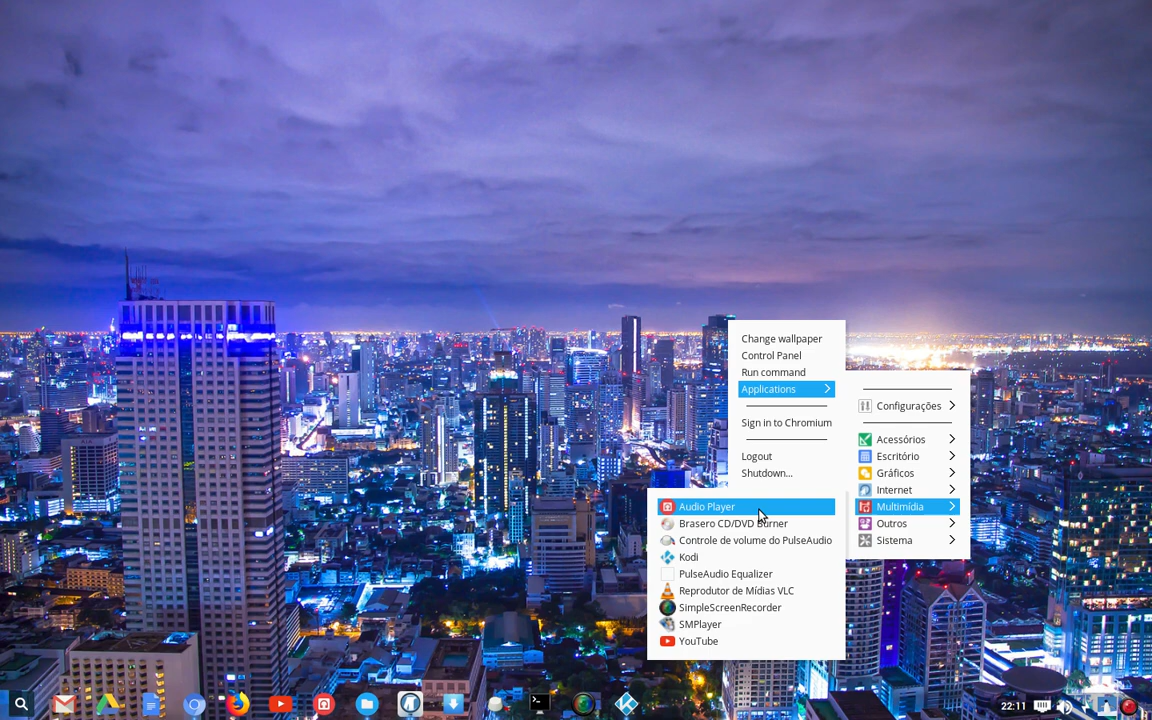 Change wallpaper
Control Panel
Run command
Applications
Sign in to Chromium
Logout
Shutdown...
Configurações
Acessórios
Escritório
Gráficos
Internet
Multimídia
Outros
Sistema
Audio Player
Brasero CD/DVD Burner
Controle de volume do PulseAudio
Kodi
PulseAudio Equalizer
Reprodutor de Mídias VLC
SimpleScreenRecorder
SMPlayer
YouTube
22:11